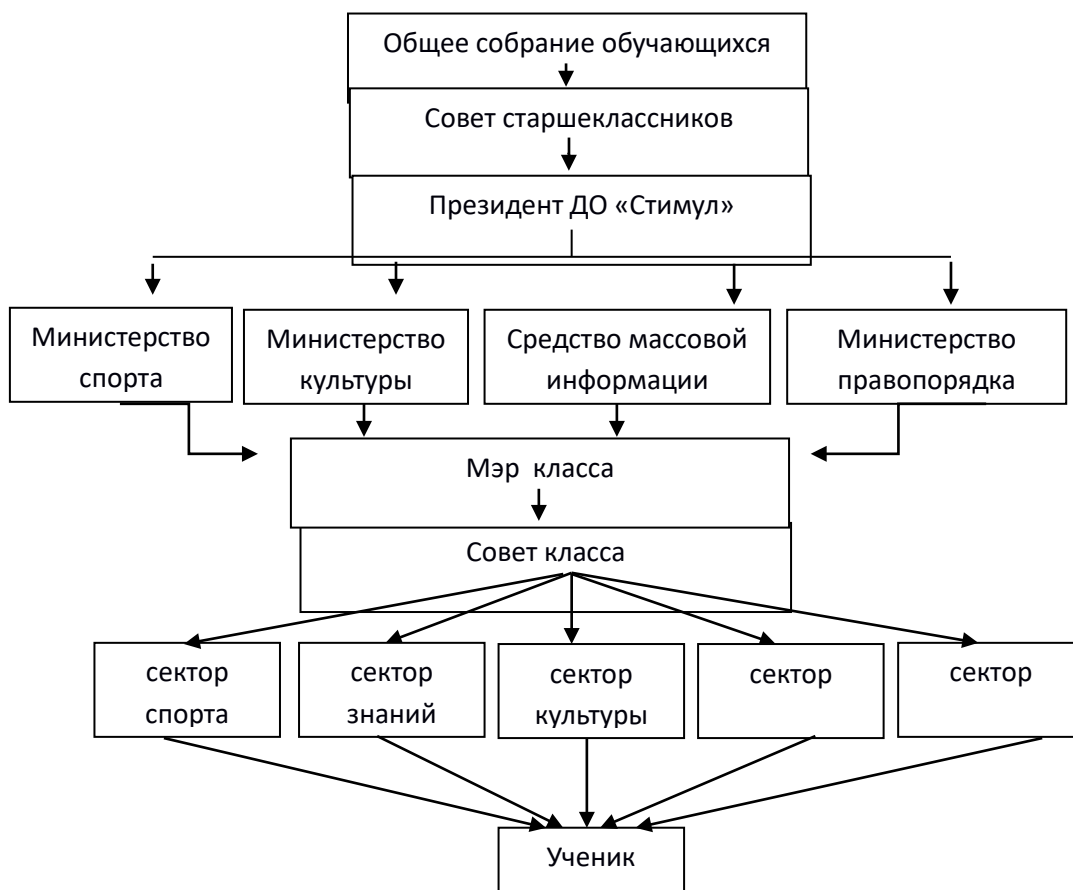 Общее собрание обучающихся
Совет старшеклассников
Президент ДО «Стимул»
Министерство
спорта
Министерство
культуры
Средство массовой
информации
Министерство
правопорядка
Мэр класса
Совет класса
сектор
спорта
сектор
знаний
сектор
культуры
сектор
сектор
Ученик